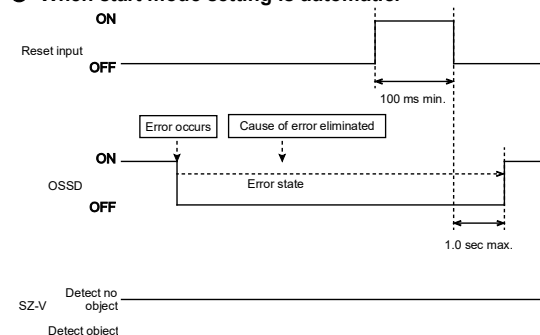 When start mode setting is automatic.
ON
Reset input
OFF
100 ms min.
Error occurs
Cause of error eliminated
ON
OSSD
Error state
OFF
1.0 sec max.
Detect no
object
SZ-V
Detect object